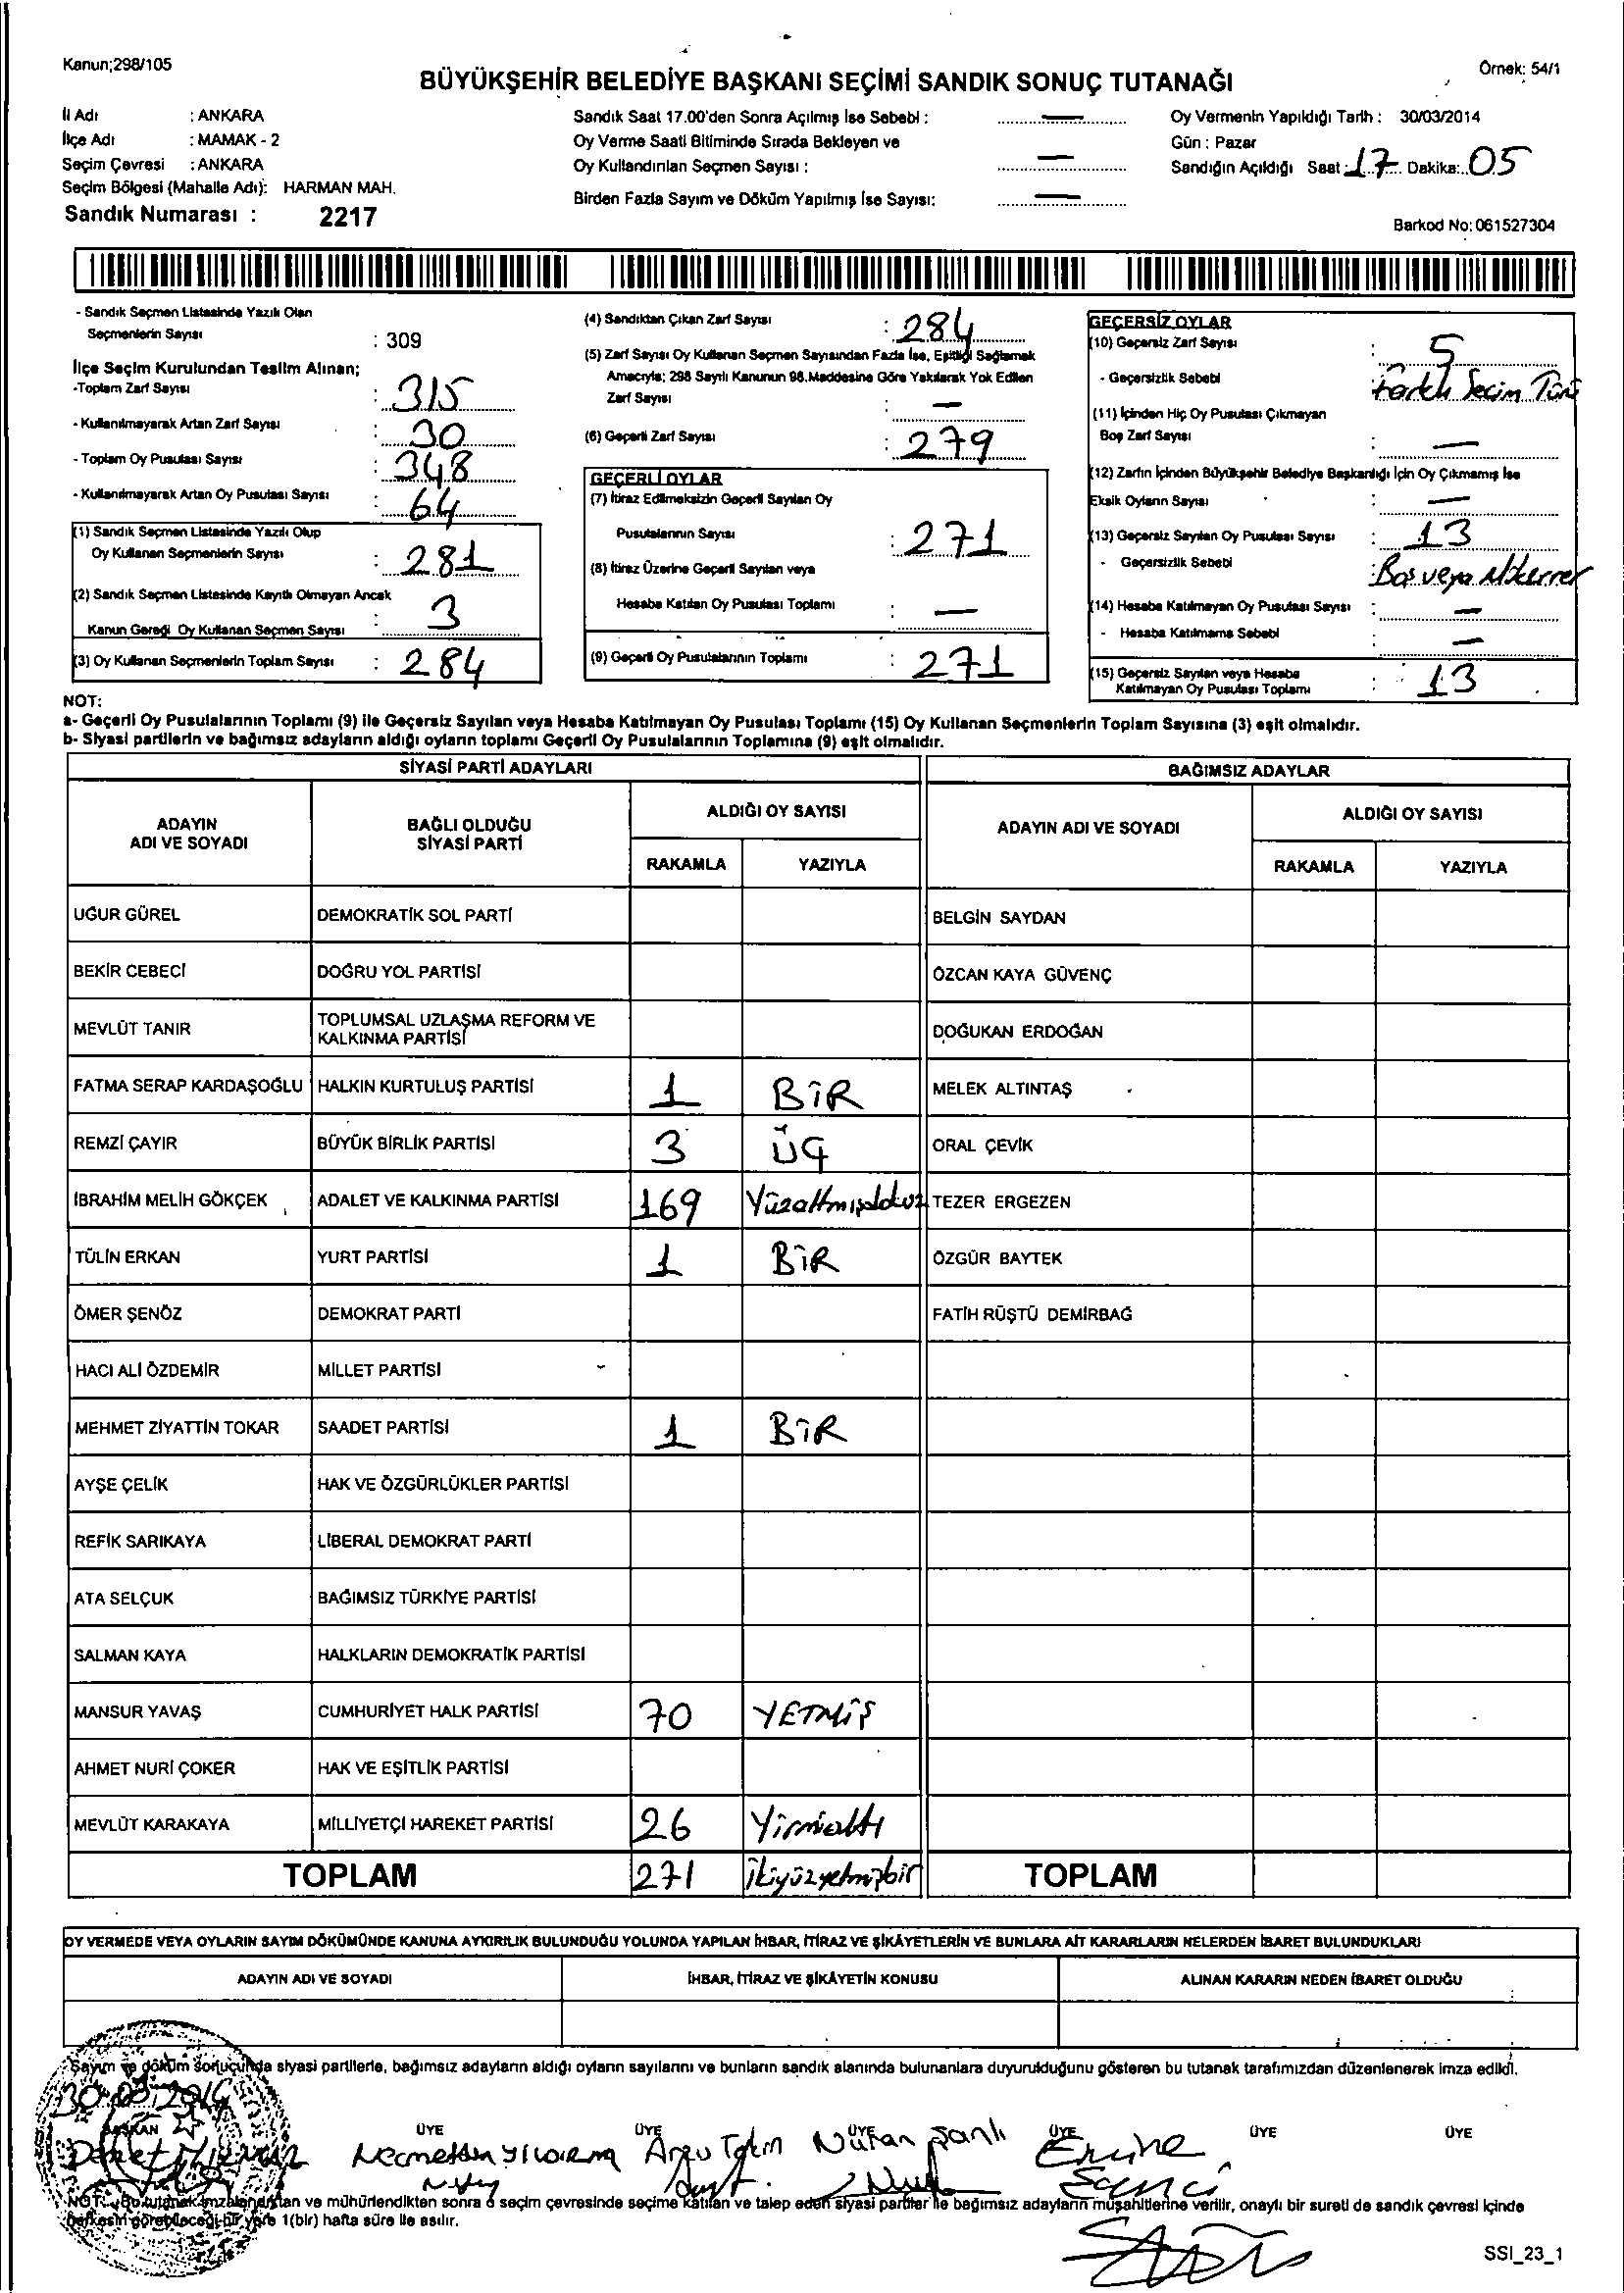 Kanun;298/105
Örnek: 54/1
BÜYÜKŞEHİR BELEDİYE BAŞKANI SEÇİMİ SANDIK SONUÇ TUTANAĞI
İl Adı : ANKARA
İlçe Adı : MAMAK - 2
Seçim Çevresi : ANKARA
Seçim Bölgesi (Mahalle Adı): HARMAN MAH.
Sandık Numarası : 2217
Sandık Saat 17.00'den Sonra Açılmış İse Sebebi : —
Oy Verme Saati Bitiminde Sırada Bekleyen ve
Oy Kullandırılan Seçmen Sayısı : —
Birden Fazla Sayım ve Döküm Yapılmış İse Sayısı: —
Oy Vermenin Yapıldığı Tarih : 30/03/2014
Gün : Pazar
Sandığın Açıldığı Saat : 17 Dakika: 05
Barkod No: 061527304
- Sandık Seçmen Listesinde Yazılı Olan
Seçmenlerin Sayısı : 309
İlçe Seçim Kurulundan Teslim Alınan;
-Toplam Zarf Sayısı : 315
- Kullanılmayarak Artan Zarf Sayısı : 30
- Toplam Oy Pusulası Sayısı : 348
- Kullanılmayarak Artan Oy Pusulası Sayısı : 64
(1) Sandık Seçmen Listesinde Yazılı Olup
Oy Kullanan Seçmenlerin Sayısı : 281
(2) Sandık Seçmen Listesinde Kayıtlı Olmayan Ancak
Kanun Gereği Oy Kullanan Seçmen Sayısı : 3
(3) Oy Kullanan Seçmenlerin Toplam Sayısı : 284
(4) Sandıktan Çıkan Zarf Sayısı : 284
(5) Zarf Sayısı Oy Kullanan Seçmen Sayısından Fazla İse, Eşitliği Sağlamak
Amacıyla; 298 Sayılı Kanunun 98.Maddesine Göre Yakılarak Yok Edilen
Zarf Sayısı : —
(6) Geçerli Zarf Sayısı : 279
GEÇERLİ OYLAR
(7) İtiraz Edilmeksizin Geçerli Sayılan Oy
Pusulalarının Sayısı : 271
(8) İtiraz Üzerine Geçerli Sayılan veya
Hesaba Katılan Oy Pusulası Toplamı : —
(9) Geçerli Oy Pusulalarının Toplamı : 271
GEÇERSİZ OYLAR
(10) Geçersiz Zarf Sayısı : 5
- Geçersizlik Sebebi : Farklı Seçim Türü
(11) İçinden Hiç Oy Pusulası Çıkmayan
Boş Zarf Sayısı : —
(12) Zarfın İçinden Büyükşehir Belediye Başkanlığı İçin Oy Çıkmamış İse
Eksik Oyların Sayısı : —
(13) Geçersiz Sayılan Oy Pusulası Sayısı : 13
- Geçersizlik Sebebi : Boş veya Mükerrer
(14) Hesaba Katılmayan Oy Pusulası Sayısı : —
- Hesaba Katılmama Sebebi : —
(15) Geçersiz Sayılan veya Hesaba
Katılmayan Oy Pusulası Toplamı : 13
NOT:
a- Geçerli Oy Pusulalarının Toplamı (9) ile Geçersiz Sayılan veya Hesaba Katılmayan Oy Pusulası Toplamı (15) Oy Kullanan Seçmenlerin Toplam Sayısına (3) eşit olmalıdır.
b- Siyasi partilerin ve bağımsız adayların aldığı oyların toplamı Geçerli Oy Pusulalarının Toplamına (9) eşit olmalıdır.
SİYASİ PARTİ ADAYLARI BAĞIMSIZ ADAYLAR
ADAYIN ADI VE SOYADI BAĞLI OLDUĞU SİYASİ PARTİ ALDIĞI OY SAYISI ADAYIN ADI VE SOYADI ALDIĞI OY SAYISI
RAKAMLA YAZIYLA RAKAMLA YAZIYLA
UĞUR GÜREL DEMOKRATİK SOL PARTİ BELGİN SAYDAN
BEKİR CEBECİ DOĞRU YOL PARTİSİ ÖZCAN KAYA GÜVENÇ
MEVLÜT TANIR TOPLUMSAL UZLAŞMA REFORM VE KALKINMA PARTİSİ DOĞUKAN ERDOĞAN
FATMA SERAP KARDAŞOĞLU HALKIN KURTULUŞ PARTİSİ 1 BİR MELEK ALTINTAŞ
REMZİ ÇAYIR BÜYÜK BİRLİK PARTİSİ 3 ÜÇ ORAL ÇEVİK
İBRAHİM MELİH GÖKÇEK ADALET VE KALKINMA PARTİSİ 169 Yüzaltmışdokuz TEZER ERGEZEN
TÜLİN ERKAN YURT PARTİSİ 1 BİR ÖZGÜR BAYTEK
ÖMER ŞENÖZ DEMOKRAT PARTİ FATİH RÜŞTÜ DEMİRBAĞ
HACI ALİ ÖZDEMİR MİLLET PARTİSİ
MEHMET ZİYATTİN TOKAR SAADET PARTİSİ 1 BİR
AYŞE ÇELİK HAK VE ÖZGÜRLÜKLER PARTİSİ
REFİK SARIKAYA LİBERAL DEMOKRAT PARTİ
ATA SELÇUK BAĞIMSIZ TÜRKİYE PARTİSİ
SALMAN KAYA HALKLARIN DEMOKRATİK PARTİSİ
MANSUR YAVAŞ CUMHURİYET HALK PARTİSİ 70 YETMİŞ
AHMET NURİ ÇOKER HAK VE EŞİTLİK PARTİSİ
MEVLÜT KARAKAYA MİLLİYETÇİ HAREKET PARTİSİ 26 Yirmialtı
TOPLAM 271 İkiyüzyetmişbir TOPLAM
OY VERMEDE VEYA OYLARIN SAYIM DÖKÜMÜNDE KANUNA AYKIRILIK BULUNDUĞU YOLUNDA YAPILAN İHBAR, İTİRAZ VE ŞİKÂYETLERİN VE BUNLARA AİT KARARLARIN NELERDEN İBARET BULUNDUKLARI
ADAYIN ADI VE SOYADI İHBAR, İTİRAZ VE ŞİKÂYETİN KONUSU ALINAN KARARIN NEDEN İBARET OLDUĞU
Sayım ve döküm sonucunda siyasi partilerle, bağımsız adayların aldığı oyların sayılarını ve bunların sandık alanında bulunanlara duyurulduğunu gösteren bu tutanak tarafımızdan düzenlenerek imza edildi.
30.03.2014
BAŞKAN ÜYE ÜYE ÜYE ÜYE ÜYE ÜYE
Necmettin YILDIRIM Arzu Nuran Şanlı Emine
NOT: Bu tutanak imzalandıktan ve mühürlendikten sonra o seçim çevresinde seçime katılan ve talep eden siyasi partiler ile bağımsız adayların müşahitlerine verilir, onaylı bir sureti de sandık çevresi içinde
herkesin görebileceği bir yere 1(bir) hafta süre ile asılır.
SSI_23_1